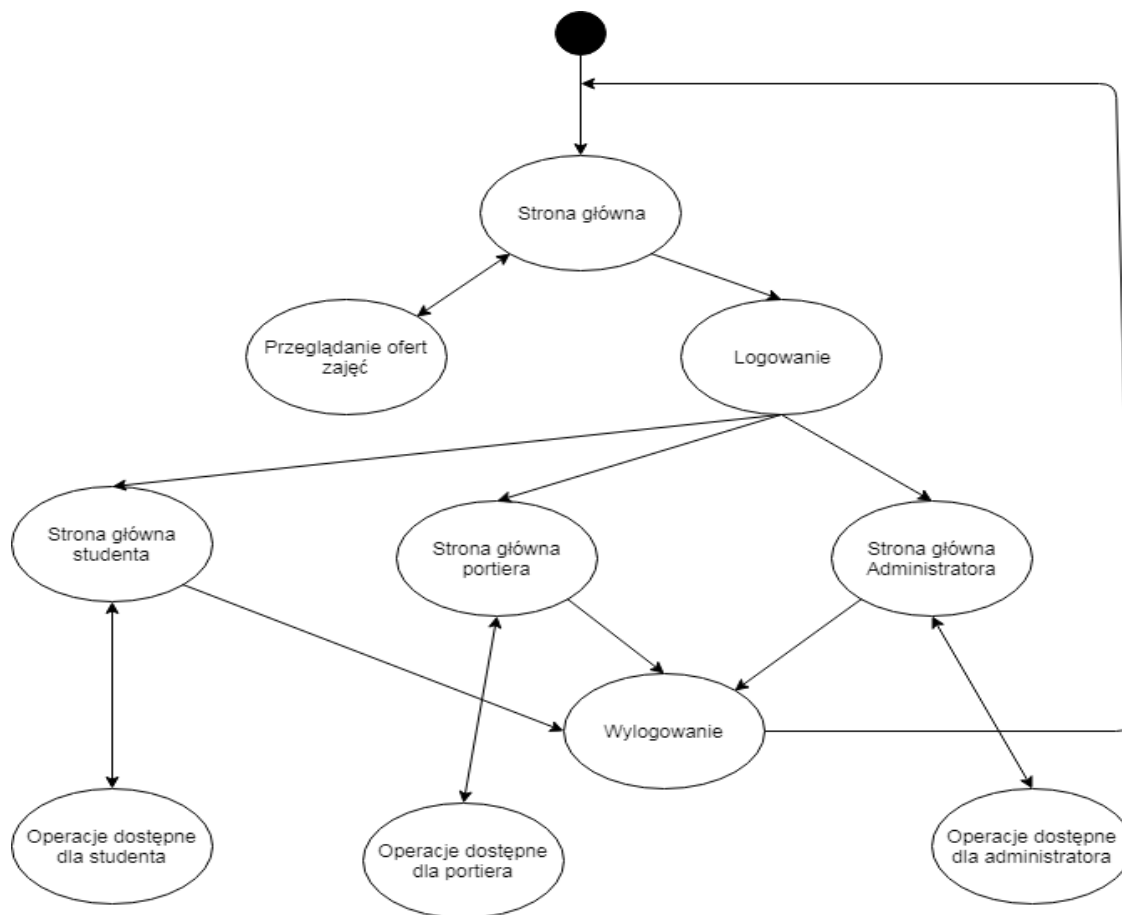 Strona główna
Przeglądanie ofert
zajęć
Logowanie
Strona główna
studenta
Strona główna
portiera
Strona główna
Administratora
Wylogowanie
Operacje dostępne
dla studenta
Operacje dostępne
dla portiera
Operacje dostępne
dla administratora